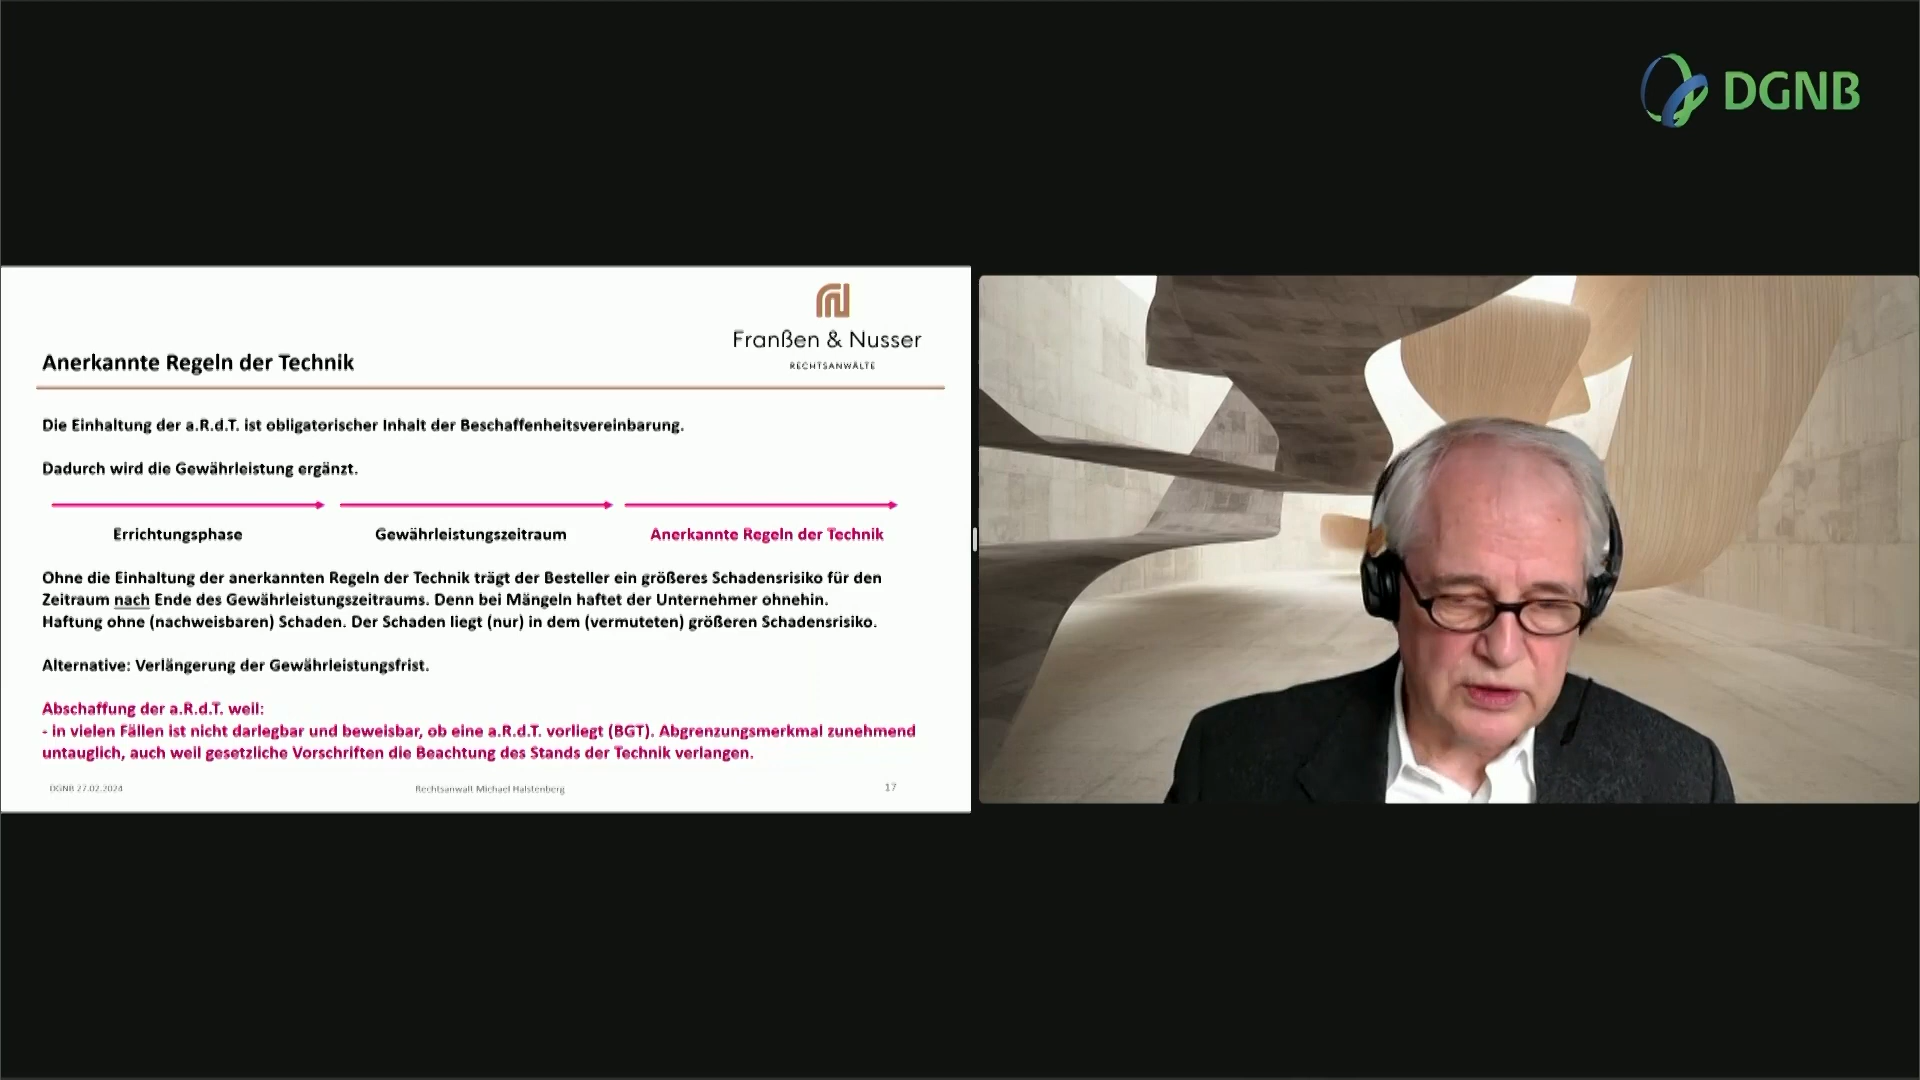 DGNB
Franßen & Nusser
RECHTSANWÄLTE
Anerkannte Regeln der Technik
Die Einhaltung der a.R.d.T. ist obligatorischer Inhalt der Beschaffenheitsvereinbarung.
Dadurch wird die Gewährleistung ergänzt.
Errichtungsphase
Gewährleistungszeitraum
Anerkannte Regeln der Technik
Ohne die Einhaltung der anerkannten Regeln der Technik trägt der Besteller ein größeres Schadensrisiko für den
Zeitraum nach Ende des Gewährleistungszeitraums. Denn bei Mängeln haftet der Unternehmer ohnehin.
Haftung ohne (nachweisbaren) Schaden. Der Schaden liegt (nur) in dem (vermuteten) größeren Schadensrisiko.
Alternative: Verlängerung der Gewährleistungsfrist.
Abschaffung der a.R.d.T. weil:
- in vielen Fällen ist nicht darlegbar und beweisbar, ob eine a.R.d.T. vorliegt (BGT). Abgrenzungsmerkmal zunehmend
untauglich, auch weil gesetzliche Vorschriften die Beachtung des Stands der Technik verlangen.
DGNB 27.02.2024
Rechtsanwalt Michael Halstenberg
17